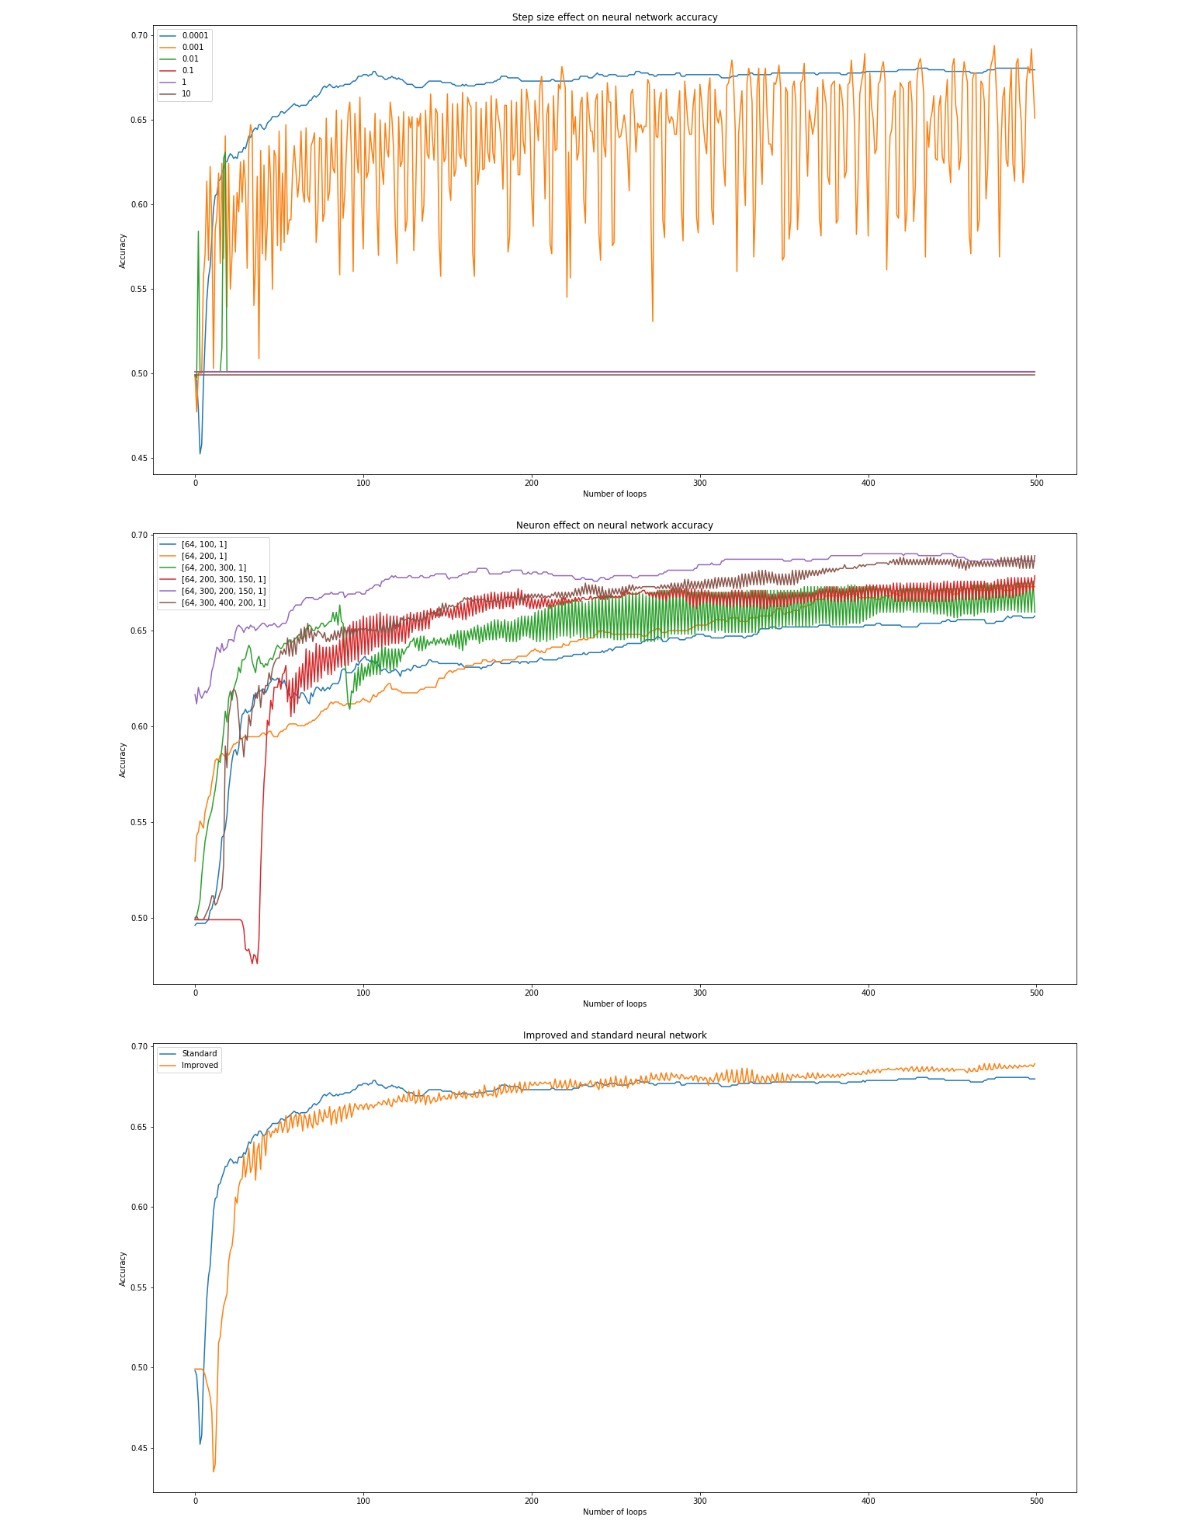 Step size effect on neural network accuracy
0.70
0.65
0.60
0.55
0.50
0.45
Accuracy
0.0001
0.001
0.01
0.1
1
10
0
100
200
300
400
500
Number of loops
Neuron effect on neural network accuracy
0.70
0.65
0.60
0.55
0.50
Accuracy
[64, 100, 1]
[64, 200, 1]
[64, 200, 300, 1]
[64, 200, 300, 150, 1]
[64, 300, 200, 150, 1]
[64, 300, 400, 200, 1]
0
100
200
300
400
500
Number of loops
Improved and standard neural network
0.70
0.65
0.60
0.55
0.50
0.45
Accuracy
Standard
Improved
0
100
200
300
400
500
Number of loops